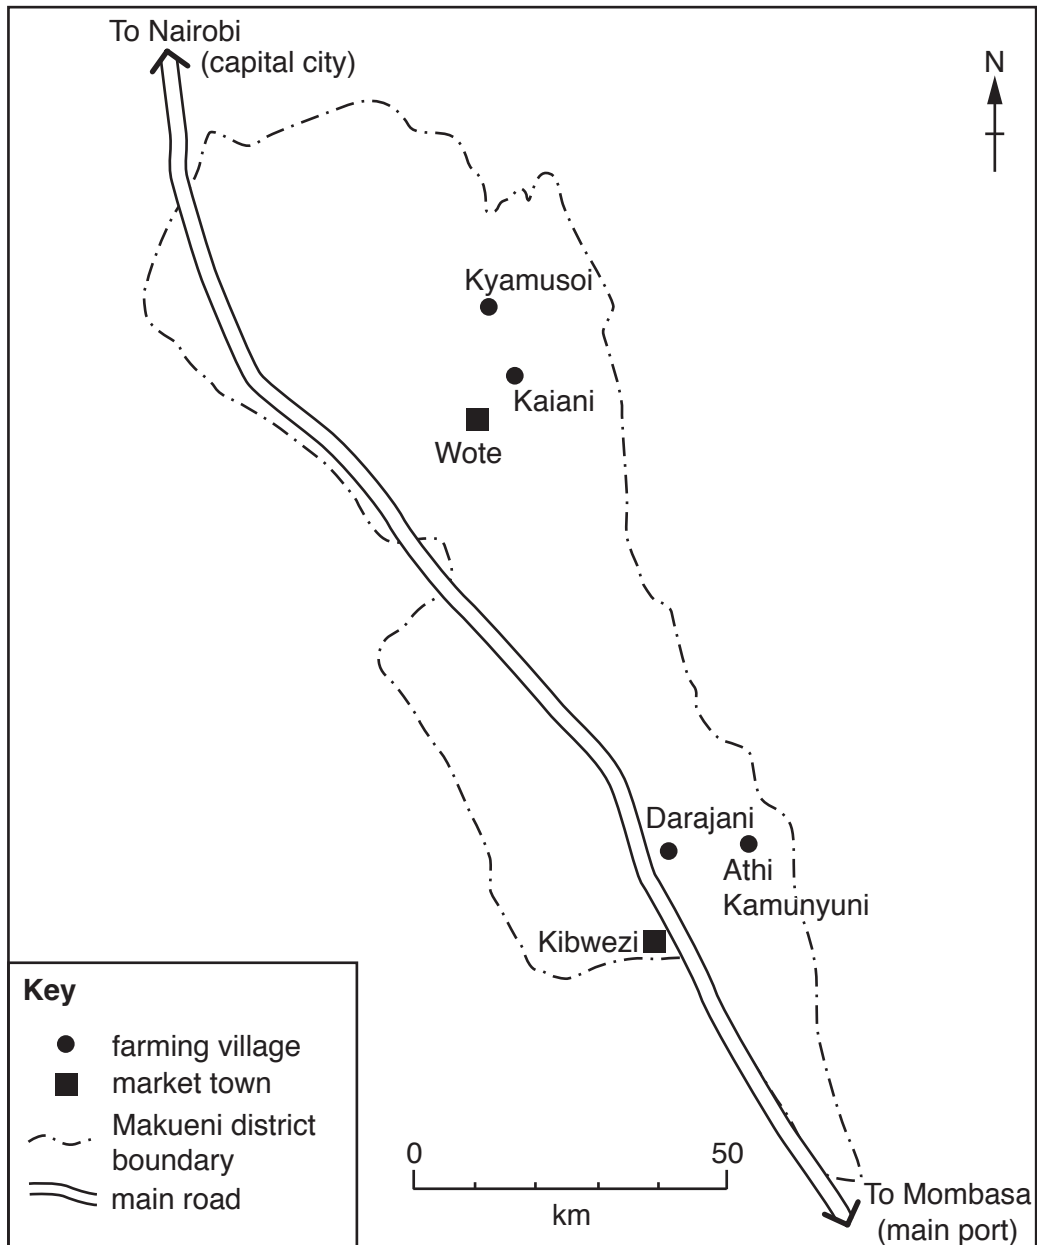 To Nairobi
(capital city)
N
Kyamusoi
Kaiani
Wote
Darajani
Athi
Kamunyuni
Kibwezi
Key
farming village
market town
Makueni district
boundary
main road
0 50
km
To Mombasa
(main port)